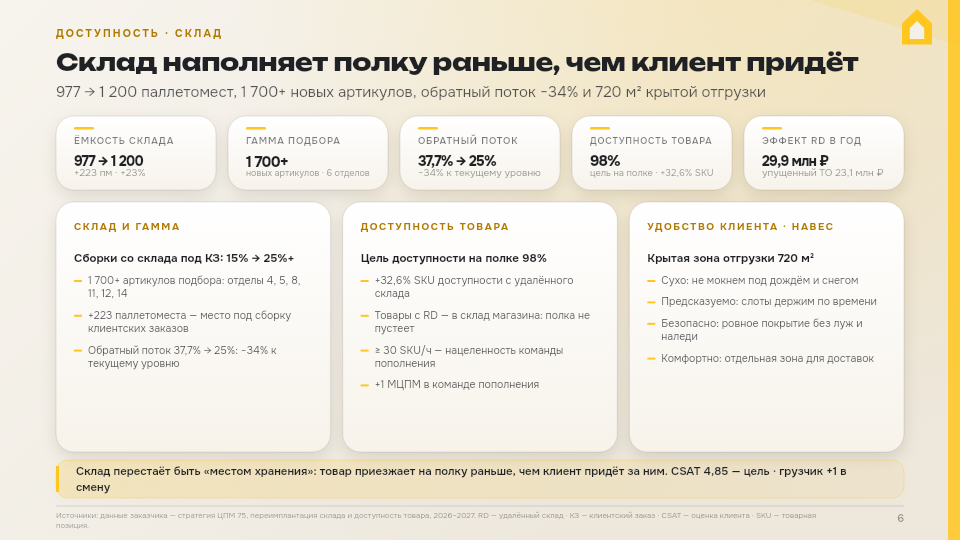 ДОСТУПНОСТЬ · СКЛАД
Склад наполняет полку раньше, чем клиент придёт
977 → 1 200 паллетомест, 1 700+ новых артикулов, обратный поток −34% и 720 м² крытой отгрузки
ЁМКОСТЬ СКЛАДА
977 → 1 200
+223 пм · +23%
ГАММА ПОДБОРА
1 700+
новых артикулов · 6 отделов
ОБРАТНЫЙ ПОТОК
37,7% → 25%
−34% к текущему уровню
ДОСТУПНОСТЬ ТОВАРА
98%
цель на полке · +32,6% SKU
ЭФФЕКТ RD В ГОД
29,9 млн ₽
упущенный ТО 23,1 млн ₽
СКЛАД И ГАММА
Сборки со склада под КЗ: 15% → 25%+
1 700+ артикулов подбора: отделы 4, 5, 8,
11, 12, 14
+223 паллетоместа — место под сборку
клиентских заказов
Обратный поток 37,7% → 25%: −34% к
текущему уровню
ДОСТУПНОСТЬ ТОВАРА
Цель доступности на полке 98%
+32,6% SKU доступности с удалённого
склада
Товары с RD — в склад магазина: полка не
пустеет
≥ 30 SKU/ч — нацеленность команды
пополнения
+1 МЦПМ в команде пополнения
УДОБСТВО КЛИЕНТА · НАВЕС
Крытая зона отгрузки 720 м²
Сухо: не мокнем под дождём и снегом
Предсказуемо: слоты держим по времени
Безопасно: ровное покрытие без луж и
наледи
Комфортно: отдельная зона для доставок
Склад перестаёт быть «местом хранения»: товар приезжает на полку раньше, чем клиент придёт за ним. CSAT 4,85 — цель · грузчик +1 в
смену
Источники: данные заказчика — стратегия ЦПМ 75, переимплантация склада и доступность товара, 2026–2027. RD — удалённый склад · КЗ — клиентский заказ · CSAT — оценка клиента · SKU — товарная
позиция.
6